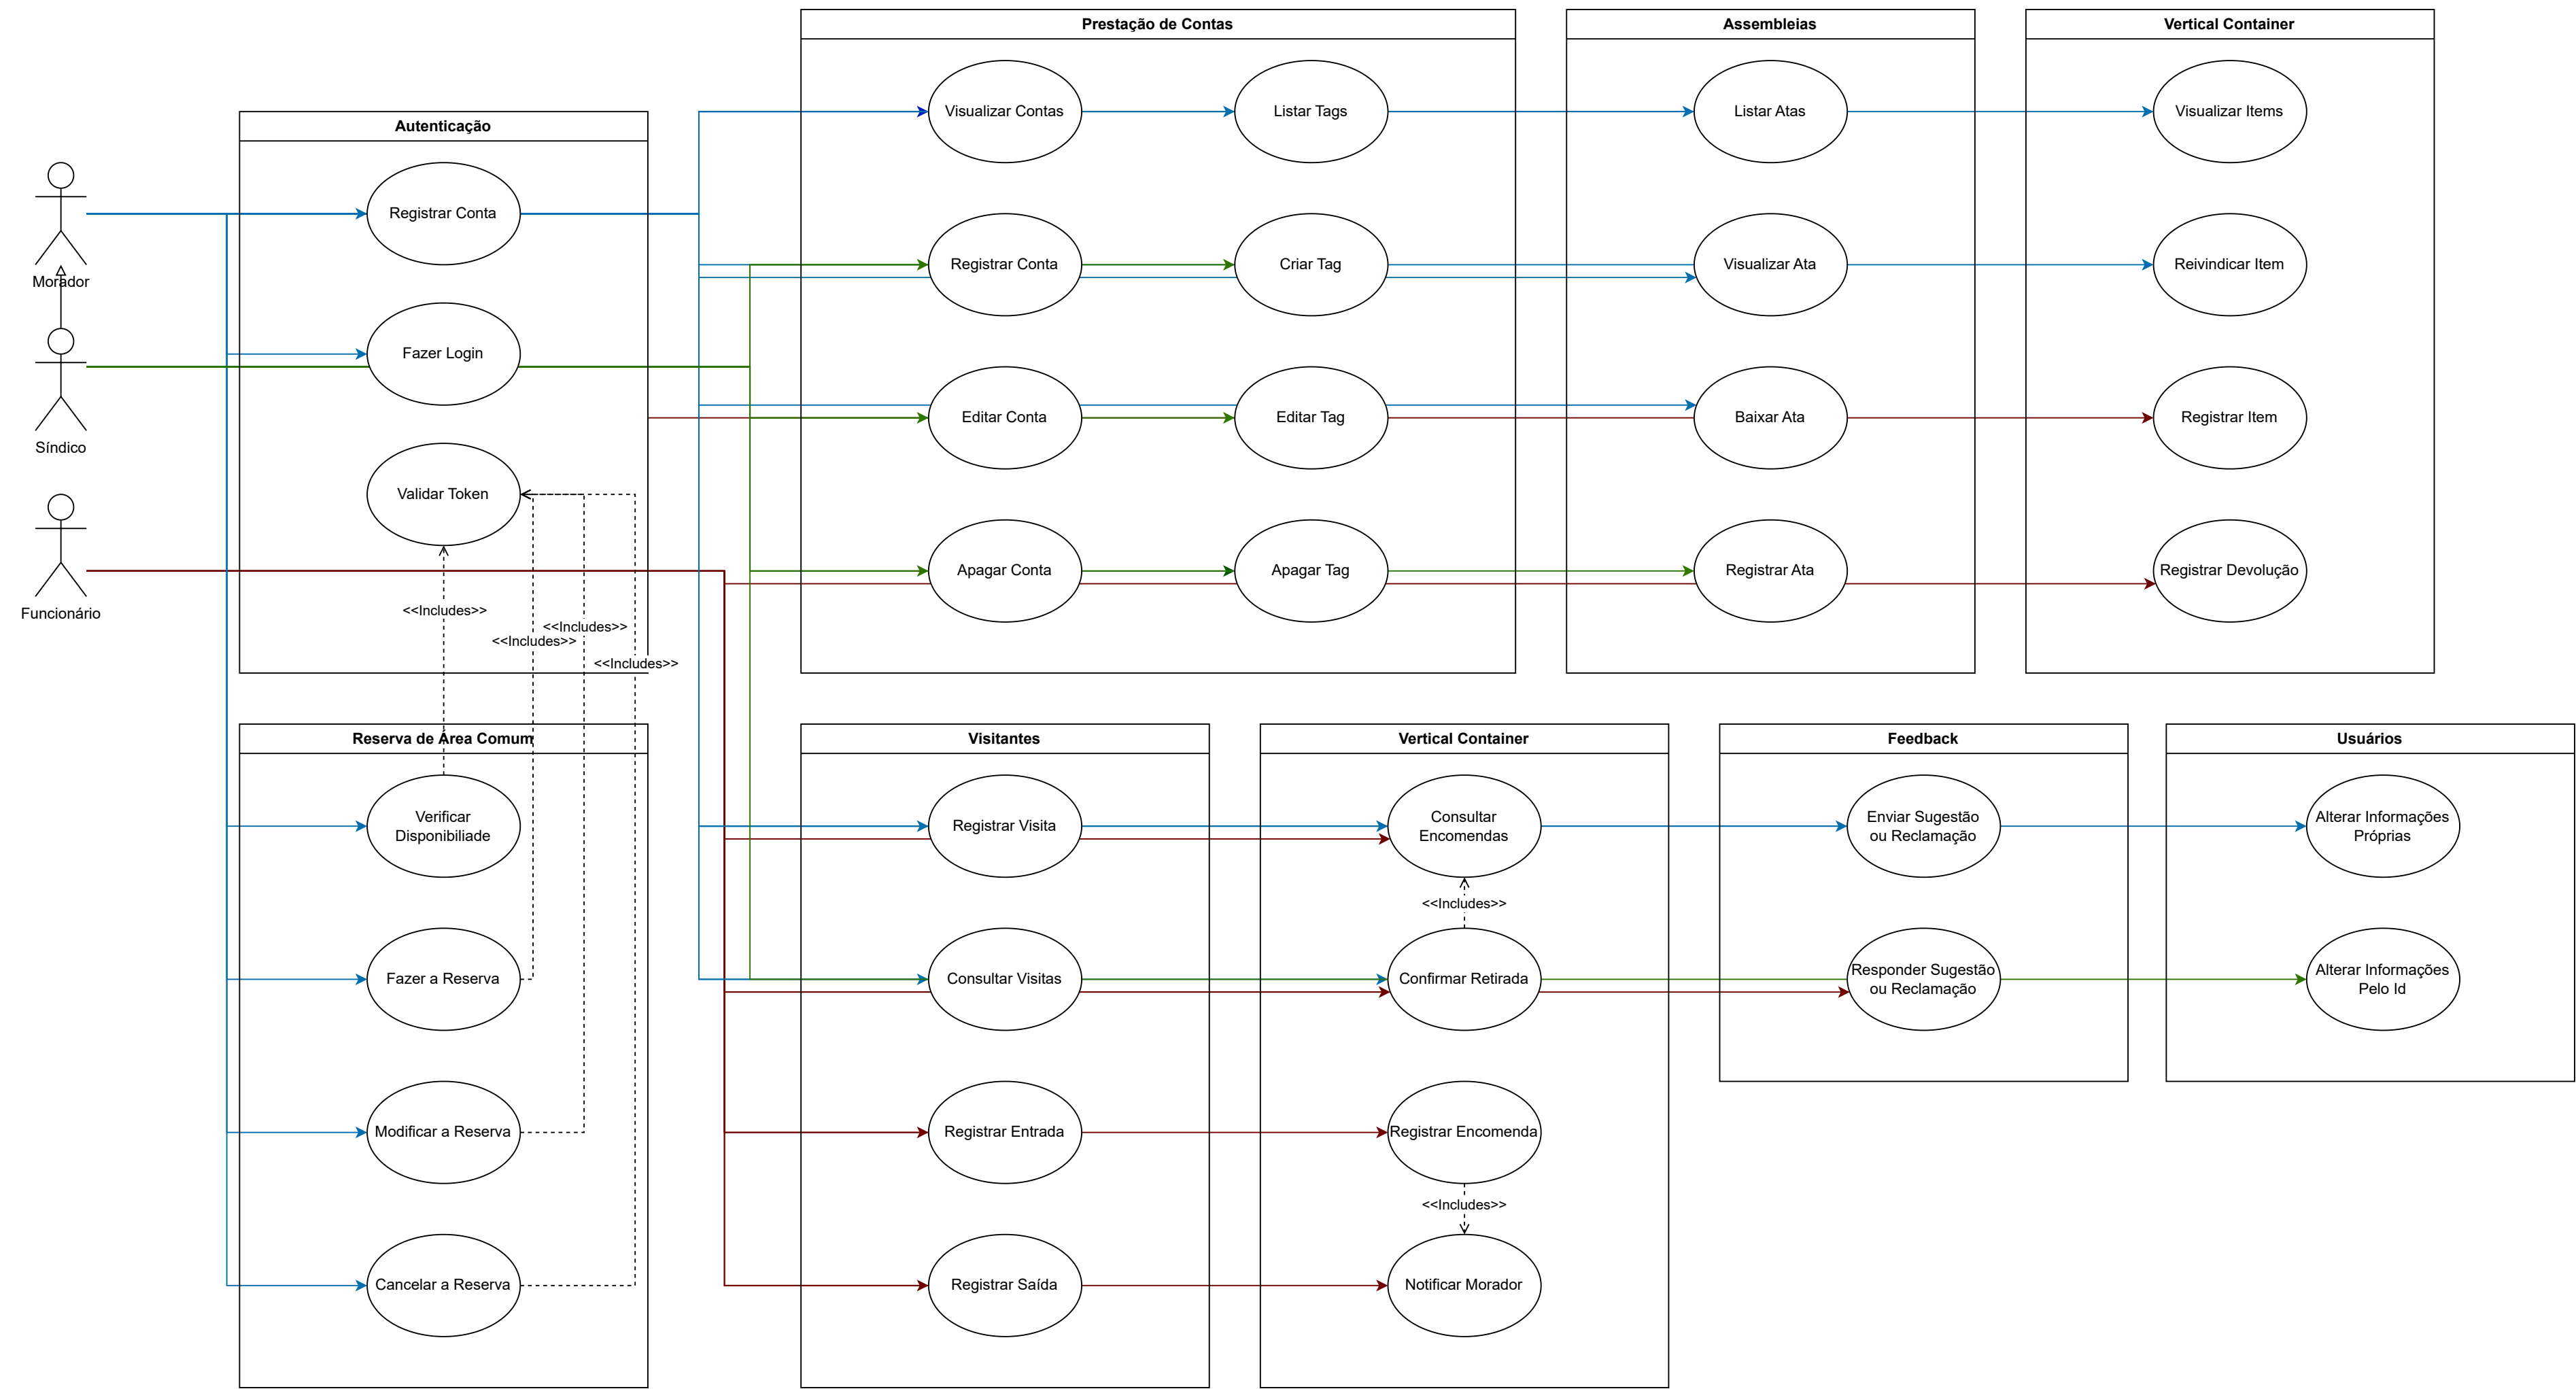 Prestação de Contas
Assembleias
Vertical Container
Visualizar Contas
Listar Tags
Listar Atas
Visualizar Items
Autenticação
Registrar Conta
Registrar Conta
Criar Tag
Visualizar Ata
Reivindicar Item
Morador
Fazer Login
Editar Conta
Editar Tag
Baixar Ata
Registrar Item
Síndico
Validar Token
Apagar Conta
Apagar Tag
Registrar Ata
Registrar Devolução
Funcionário
<<Includes>>
<<Includes>>
<<Includes>>
<<Includes>>
Reserva de Área Comum
Visitantes
Vertical Container
Feedback
Usuários
Verificar
Disponibiliade
Registrar Visita
Consultar
Encomendas
Enviar Sugestão
ou Reclamação
Alterar Informações
Próprias
<<Includes>>
Fazer a Reserva
Consultar Visitas
Confirmar Retirada
Responder Sugestão
ou Reclamação
Alterar Informações
Pelo Id
Modificar a Reserva
Registrar Entrada
Registrar Encomenda
<<Includes>>
Cancelar a Reserva
Registrar Saída
Notificar Morador